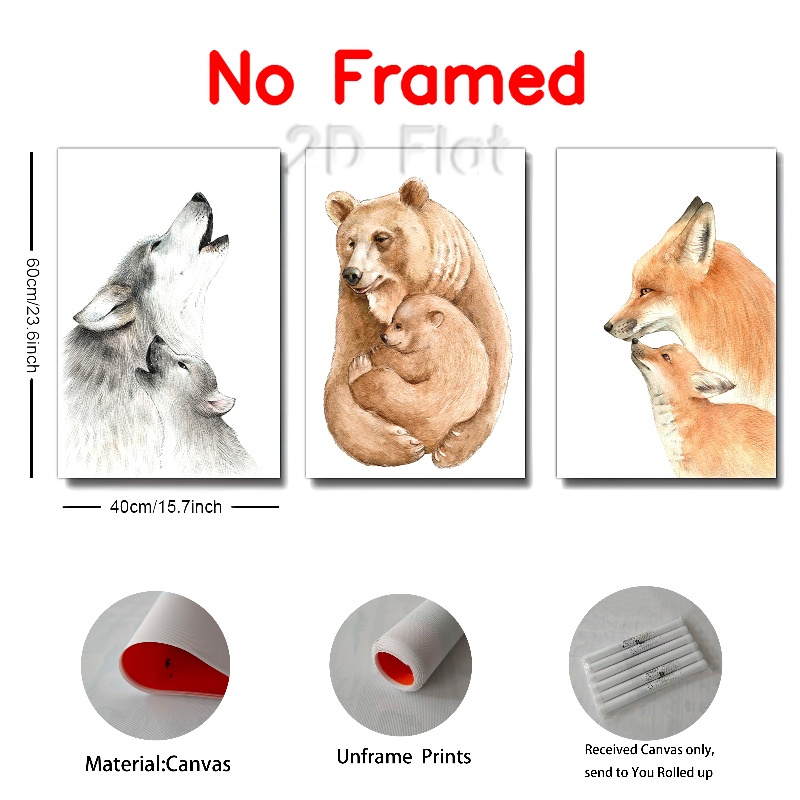 No Framed
2D Flat
60cm/23.6inch
40cm/15.7inch
Material:Canvas
Unframe Prints
Received Canvas only,
send to You Rolled up